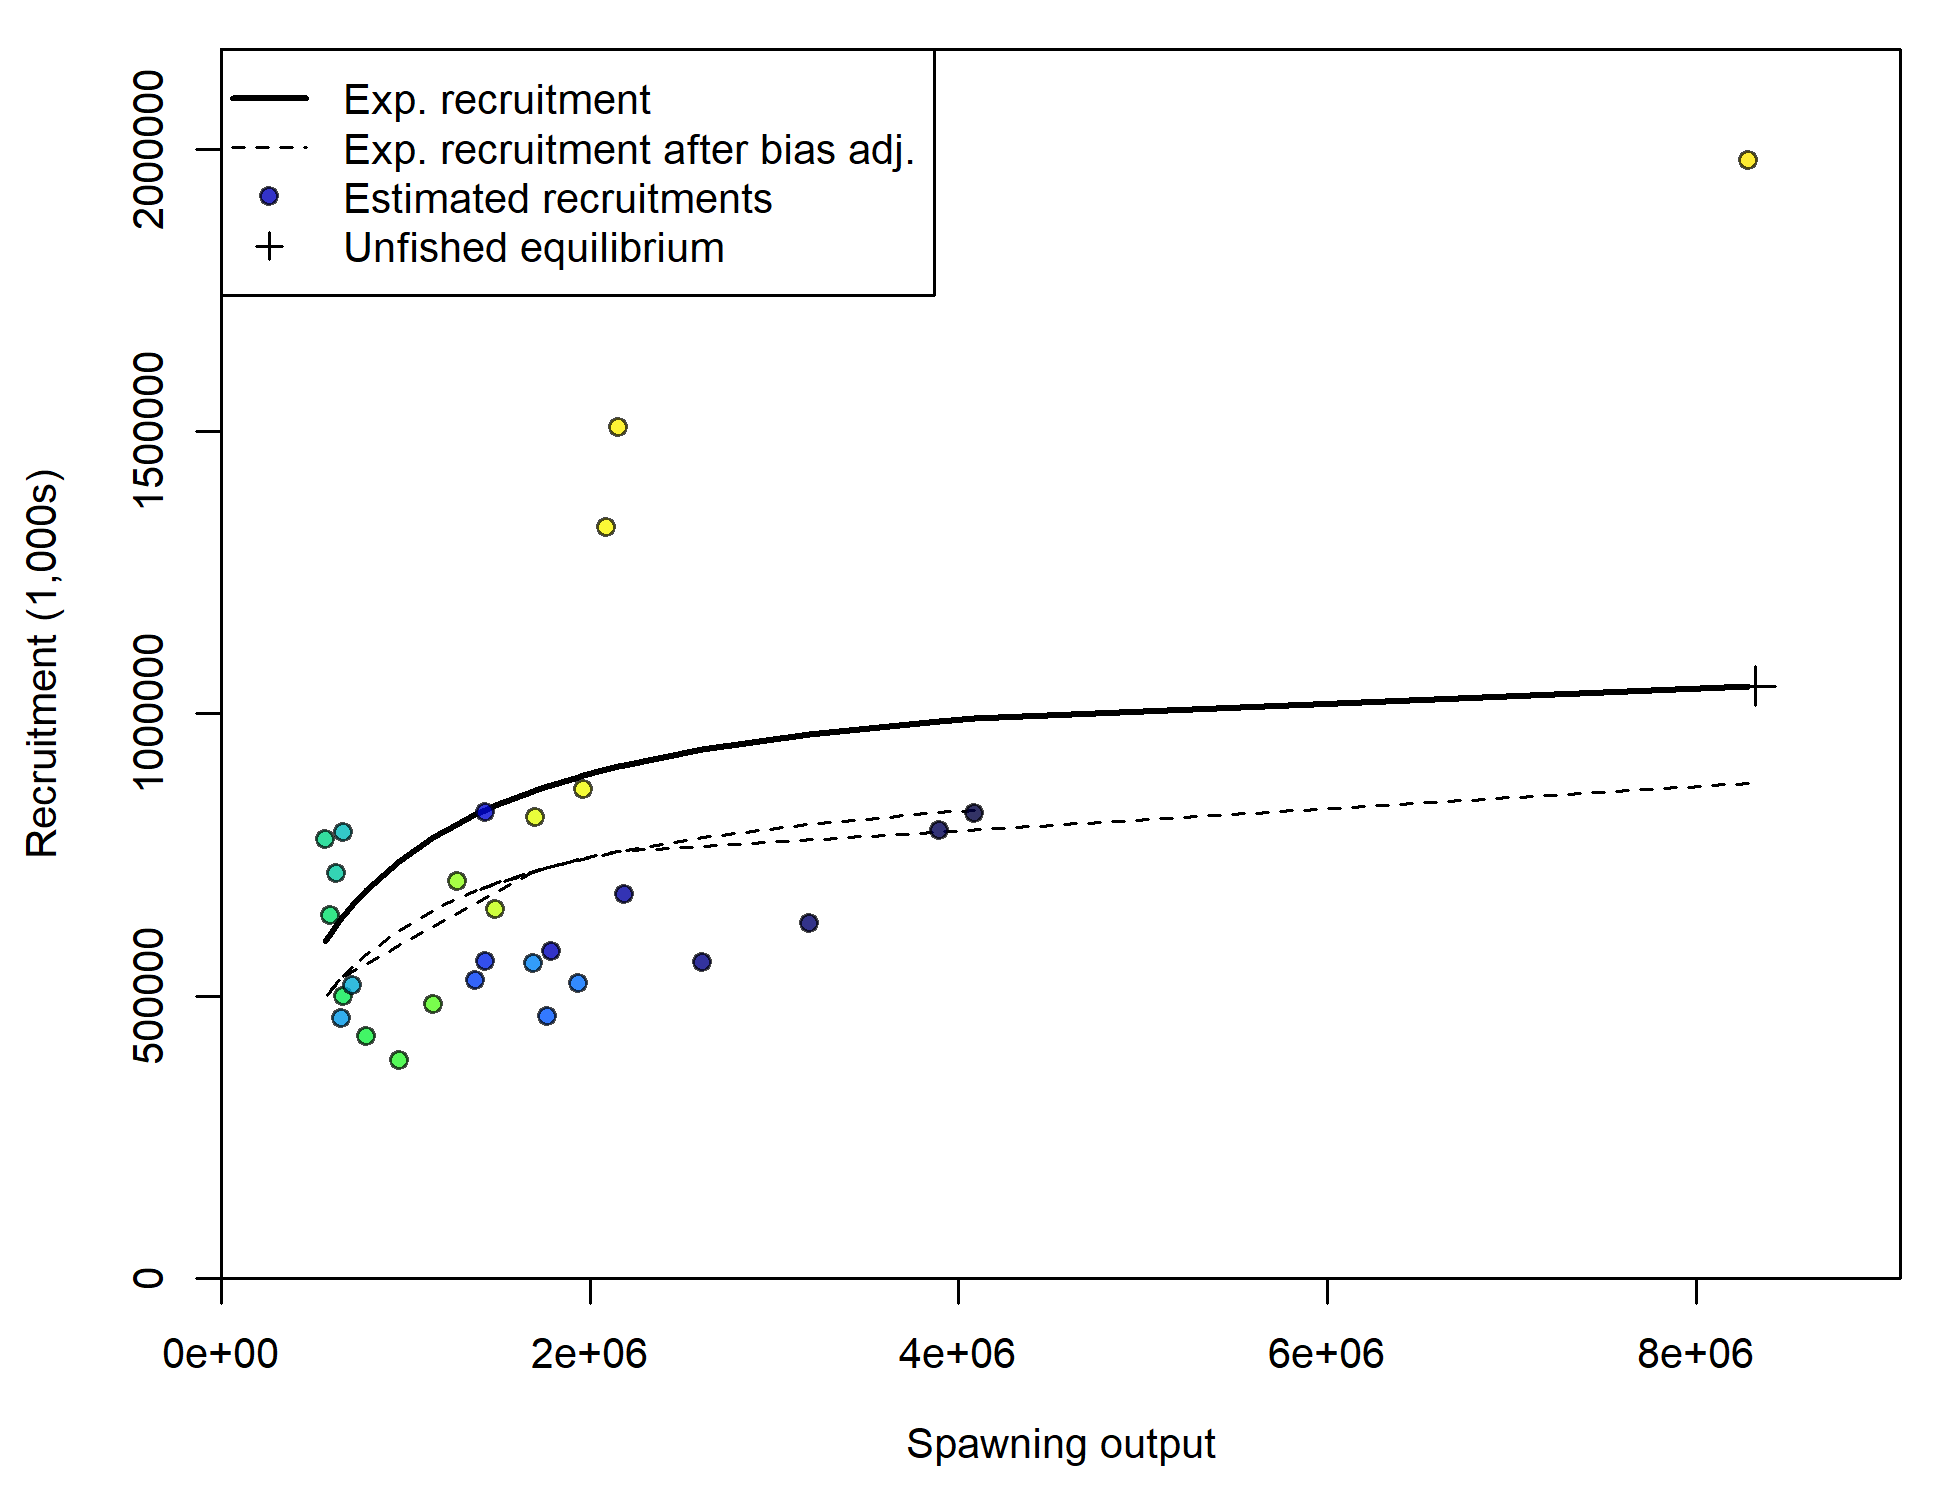 Exp. recruitment
Exp. recruitment after bias adj.
Estimated recruitments
Unfished equilibrium
Recruitment (1,000s)
2000000
1500000
1000000
500000
0
0e+00 2e+06 4e+06 6e+06 8e+06
Spawning output